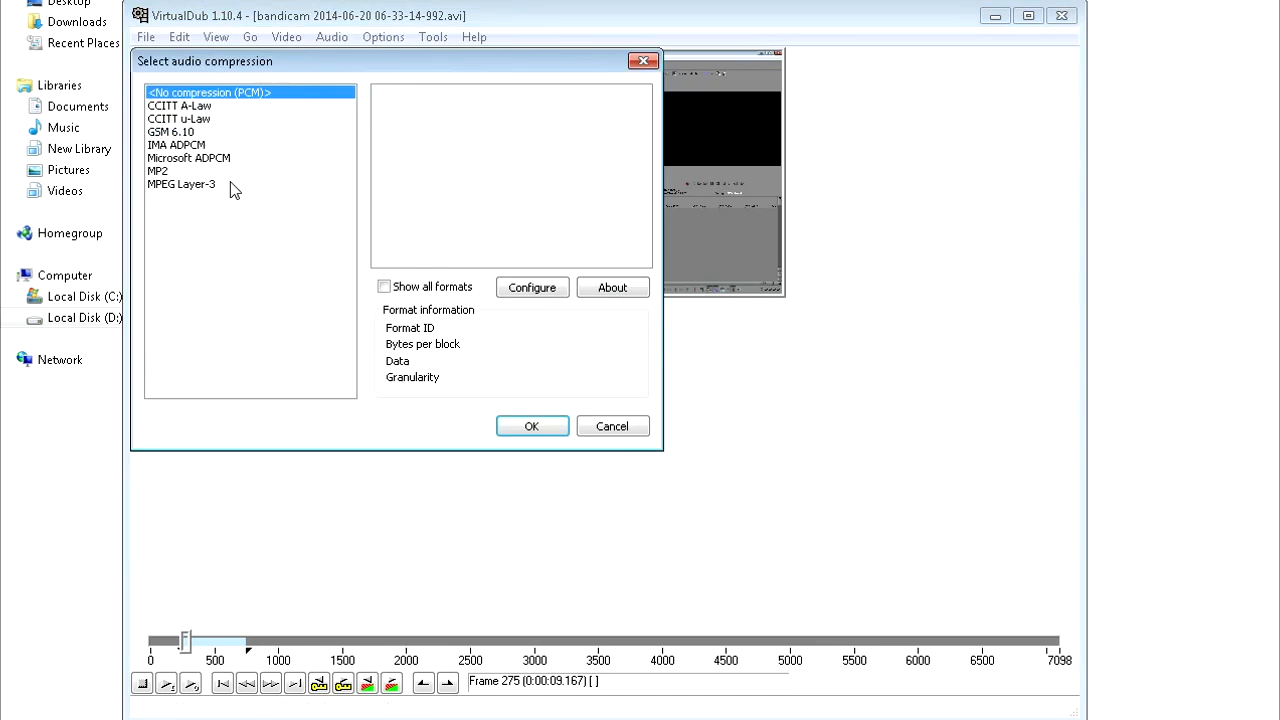 Desktop
Downloads
Recent Places
Libraries
Documents
Music
New Library
Pictures
Videos
Homegroup
Computer
Local Disk (C:)
Local Disk (D:)
Network
VirtualDub 1.10.4 - [bandicam 2014-06-20 06-33-14-992.avi]
File Edit View Go Video Audio Options Tools Help
Select audio compression
<No compression (PCM)>
CCITT A-Law
CCITT u-Law
GSM 6.10
IMA ADPCM
Microsoft ADPCM
MP2
MPEG Layer-3
Show all formats
Configure
About
Format information
Format ID
Bytes per block
Data
Granularity
OK
Cancel
0 500 1000 1500 2000 2500 3000 3500 4000 4500 5000 5500 6000 6500 7098
Frame 275 (0:00:09.167) [ ]